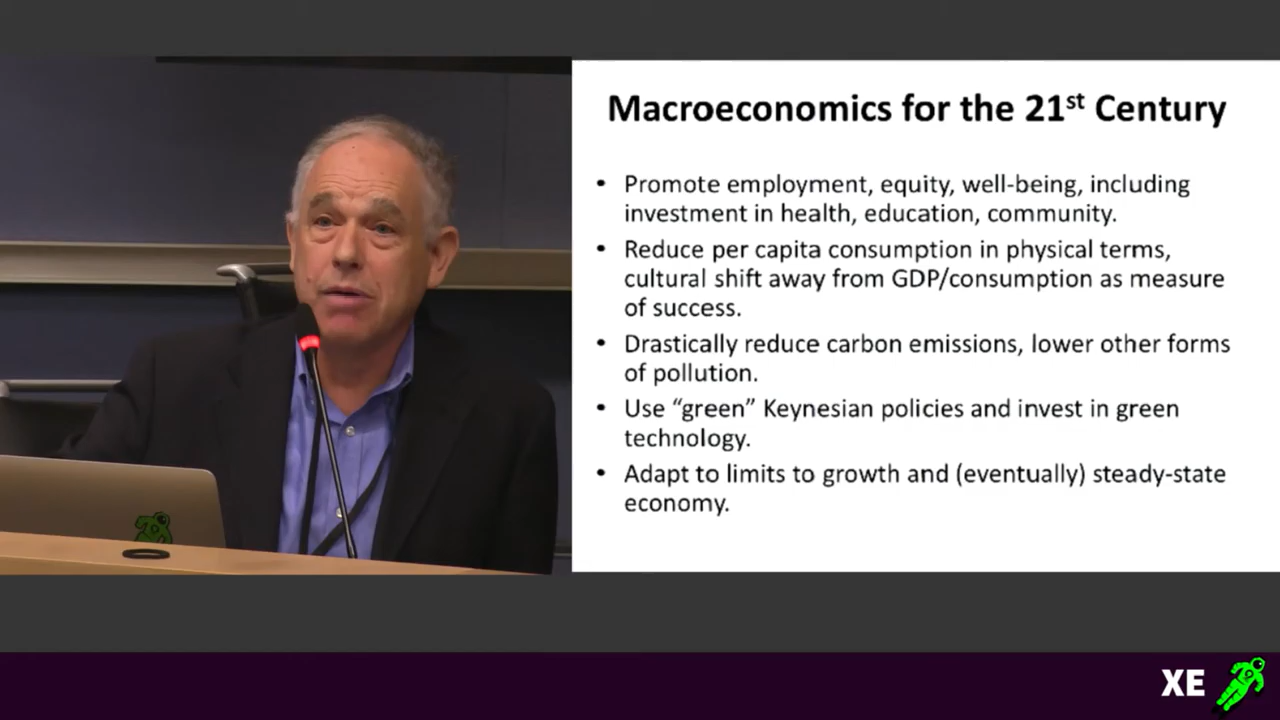 Macroeconomics for the 21st Century
• Promote employment, equity, well-being, including
investment in health, education, community.
• Reduce per capita consumption in physical terms,
cultural shift away from GDP/consumption as measure
of success.
• Drastically reduce carbon emissions, lower other forms
of pollution.
• Use “green” Keynesian policies and invest in green
technology.
• Adapt to limits to growth and (eventually) steady-state
economy.
XE